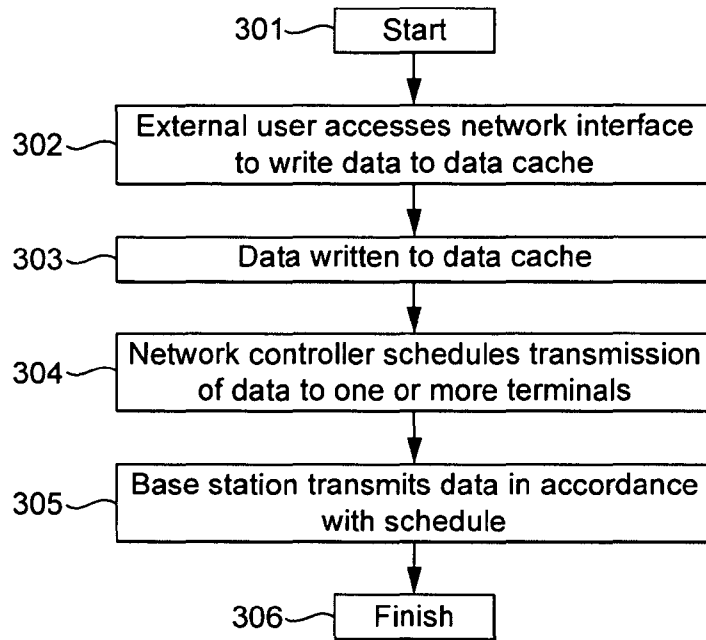 301 Start
302 External user accesses network interface
to write data to data cache
303 Data written to data cache
304 Network controller schedules transmission
of data to one or more terminals
305 Base station transmits data in accordance
with schedule
306 Finish